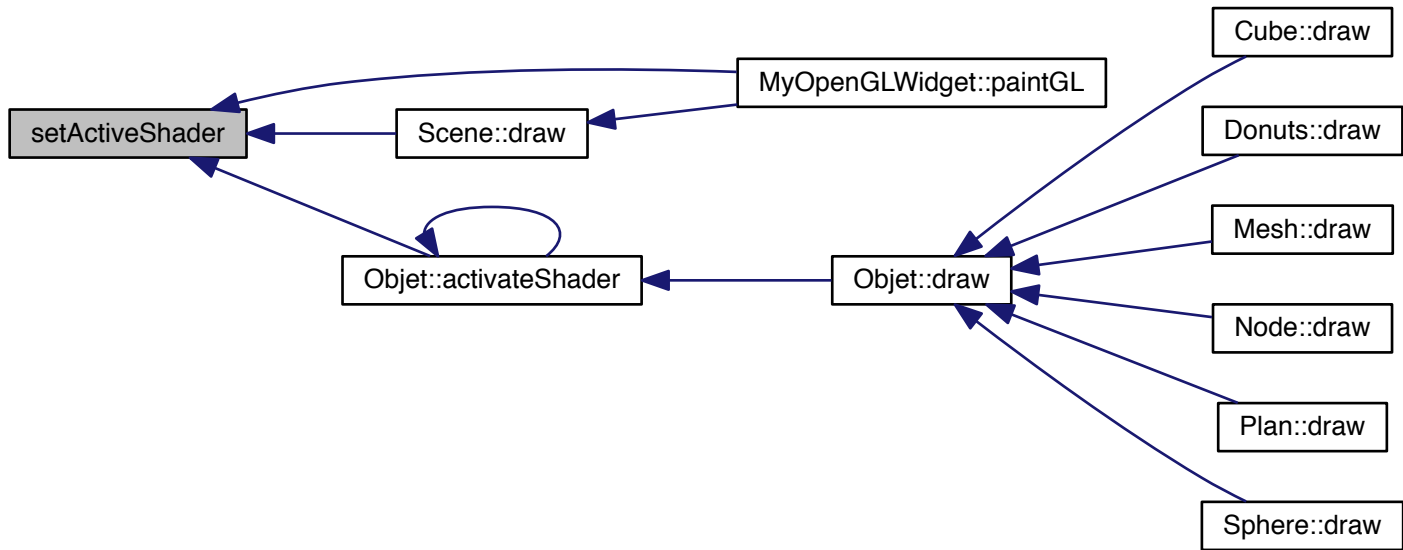 setActiveShader
MyOpenGLWidget::paintGL
Scene::draw
Objet::activateShader
Objet::draw
Cube::draw
Donuts::draw
Mesh::draw
Node::draw
Plan::draw
Sphere::draw